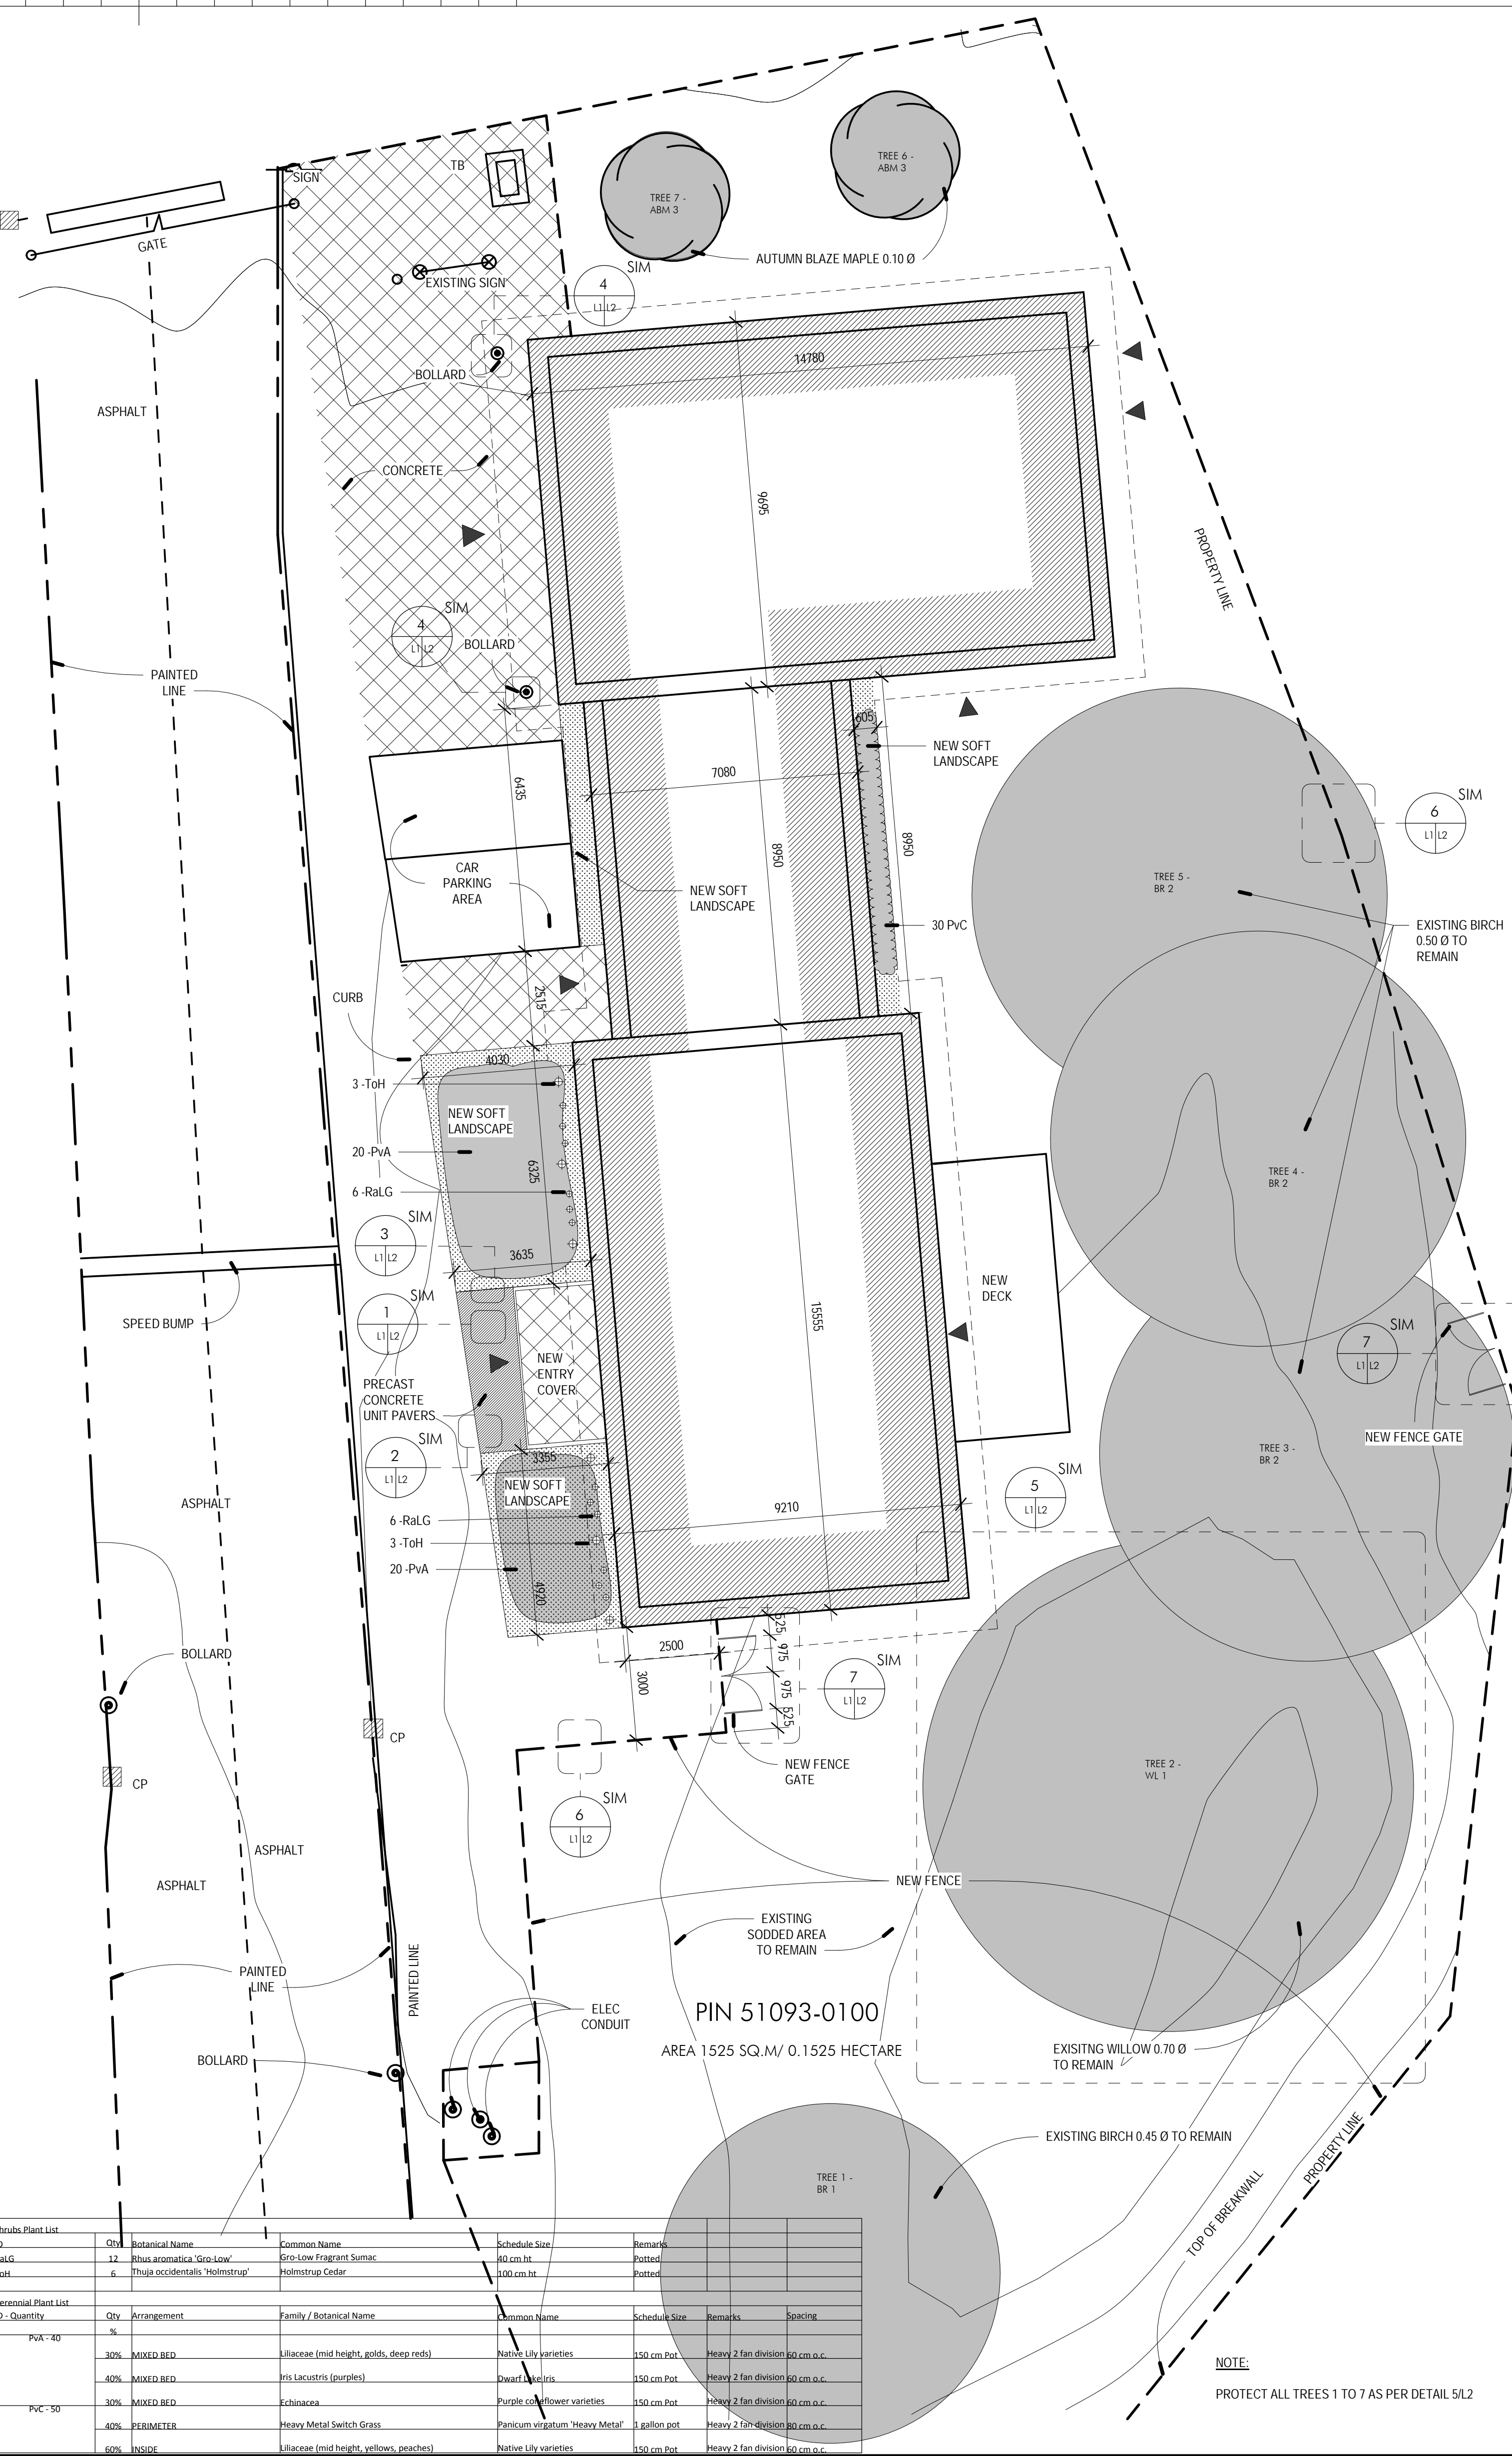 SIGN
TB
GATE
EXISTING SIGN
TREE 7 -
ABM 3
TREE 6 -
ABM 3
AUTUMN BLAZE MAPLE 0.10 Ø
4
L1 L2
SIM
14780
BOLLARD
ASPHALT
CONCRETE
9695
PROPERTY LINE
4
L1 L2
SIM
BOLLARD
PAINTED
LINE
605
NEW SOFT
LANDSCAPE
7080
6435
8950
8950
6
L1 L2
SIM
CAR
PARKING
AREA
NEW SOFT
LANDSCAPE
30 PvC
TREE 5 -
BR 2
EXISTING BIRCH
0.50 Ø TO
REMAIN
CURB
2515
4030
3 -ToH
NEW SOFT
LANDSCAPE
20 -PvA
6325
6 -RaLG
TREE 4 -
BR 2
3
L1 L2
SIM
3635
NEW
DECK
1
L1 L2
SIM
SPEED BUMP
15555
NEW
ENTRY
COVER
PRECAST
CONCRETE
UNIT PAVERS
7
L1 L2
SIM
NEW FENCE GATE
TREE 3 -
BR 2
2
L1 L2
SIM
3355
NEW SOFT
LANDSCAPE
ASPHALT
9210
5
L1 L2
SIM
6 -RaLG
3 -ToH
20 -PvA
4920
BOLLARD
2500
3000
525
975
975
525
7
L1 L2
SIM
CP
CP
NEW FENCE
GATE
TREE 2 -
WL 1
6
L1 L2
SIM
ASPHALT
ASPHALT
NEW FENCE
EXISTING
SODDED AREA
TO REMAIN
PAINTED
LINE
PAINTED LINE
ELEC
CONDUIT
PIN 51093-0100
AREA 1525 SQ.M/ 0.1525 HECTARE
EXISITNG WILLOW 0.70 Ø
TO REMAIN
BOLLARD
EXISTING BIRCH 0.45 Ø TO REMAIN
PROPERTY LINE
TOP OF BREAKWALL
TREE 1 -
BR 1
hrubs Plant List
Qty Botanical Name Common Name Schedule Size Remarks
aLG 12 Rhus aromatica 'Gro-Low' Gro-Low Fragrant Sumac 40 cm ht Potted
oH 6 Thuja occidentalis 'Holmstrup' Holmstrup Cedar 100 cm ht Potted
erennial Plant List
D - Quantity Qty Arrangement Family / Botanical Name Common Name Schedule Size Remarks Spacing
%
PvA - 40
30% MIXED BED Liliaceae (mid height, golds, deep reds) Native Lily varieties 150 cm Pot Heavy 2 fan division 60 cm o.c.
40% MIXED BED Iris Lacustris (purples) Dwarf Lake Iris 150 cm Pot Heavy 2 fan division 60 cm o.c.
30% MIXED BED Echinacea Purple coneflower varieties 150 cm Pot Heavy 2 fan division 60 cm o.c.
PvC - 50
40% PERIMETER Heavy Metal Switch Grass Panicum virgatum 'Heavy Metal' 1 gallon pot Heavy 2 fan division 80 cm o.c.
60% INSIDE Liliaceae (mid height, yellows, peaches) Native Lily varieties 150 cm Pot Heavy 2 fan division 60 cm o.c.
NOTE:
PROTECT ALL TREES 1 TO 7 AS PER DETAIL 5/L2